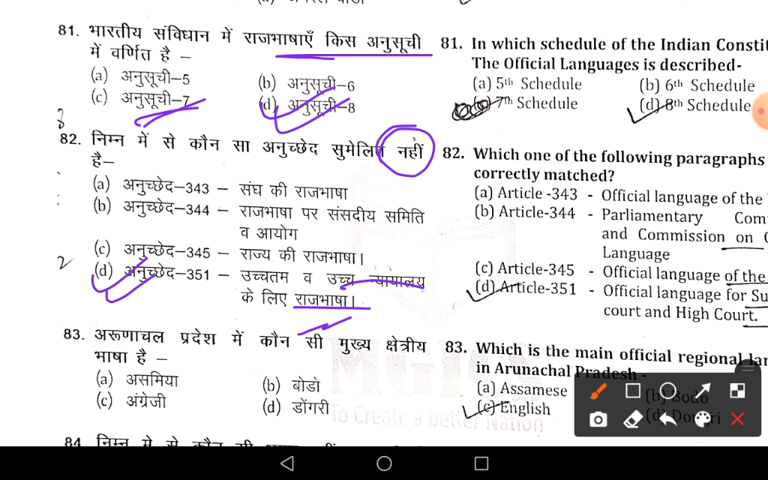 81. भारतीय संविधान में राजभाषाएँ किस अनुसूची
में वर्णित है –
(a) अनुसूची–5
(b) अनुसूची–6
(c) अनुसूची–7
(d) अनुसूची–8
82. निम्न में से कौन सा अनुच्छेद सुमेलित नहीं
है–
(a) अनुच्छेद–343 – संघ की राजभाषा
(b) अनुच्छेद–344 – राजभाषा पर संसदीय समिति
व आयोग
(c) अनुच्छेद–345 – राज्य की राजभाषा।
(d) अनुच्छेद–351 – उच्चतम व उच्च न्यायालय
के लिए राजभाषा।
83. अरूणाचल प्रदेश में कौन सी मुख्य क्षेत्रीय
भाषा है –
(a) असमिया
(b) बोडो
(c) अंग्रेजी
(d) डोंगरी
81. In which schedule of the Indian Constit
The Official Languages is described-
(a) 5th Schedule
(b) 6th Schedule
7th Schedule
(d) 8th Schedule
82. Which one of the following paragraphs
correctly matched?
(a) Article -343 - Official language of the
(b) Article-344 - Parliamentary Com
and Commission on
Language
(c) Article-345 - Official language of the
(d) Article-351 - Official language for Su
court and High Court.
83. Which is the main official regional lan
in Arunachal Pradesh -
(a) Assamese
(b) Bodo
(c) English
To Create a better Nation